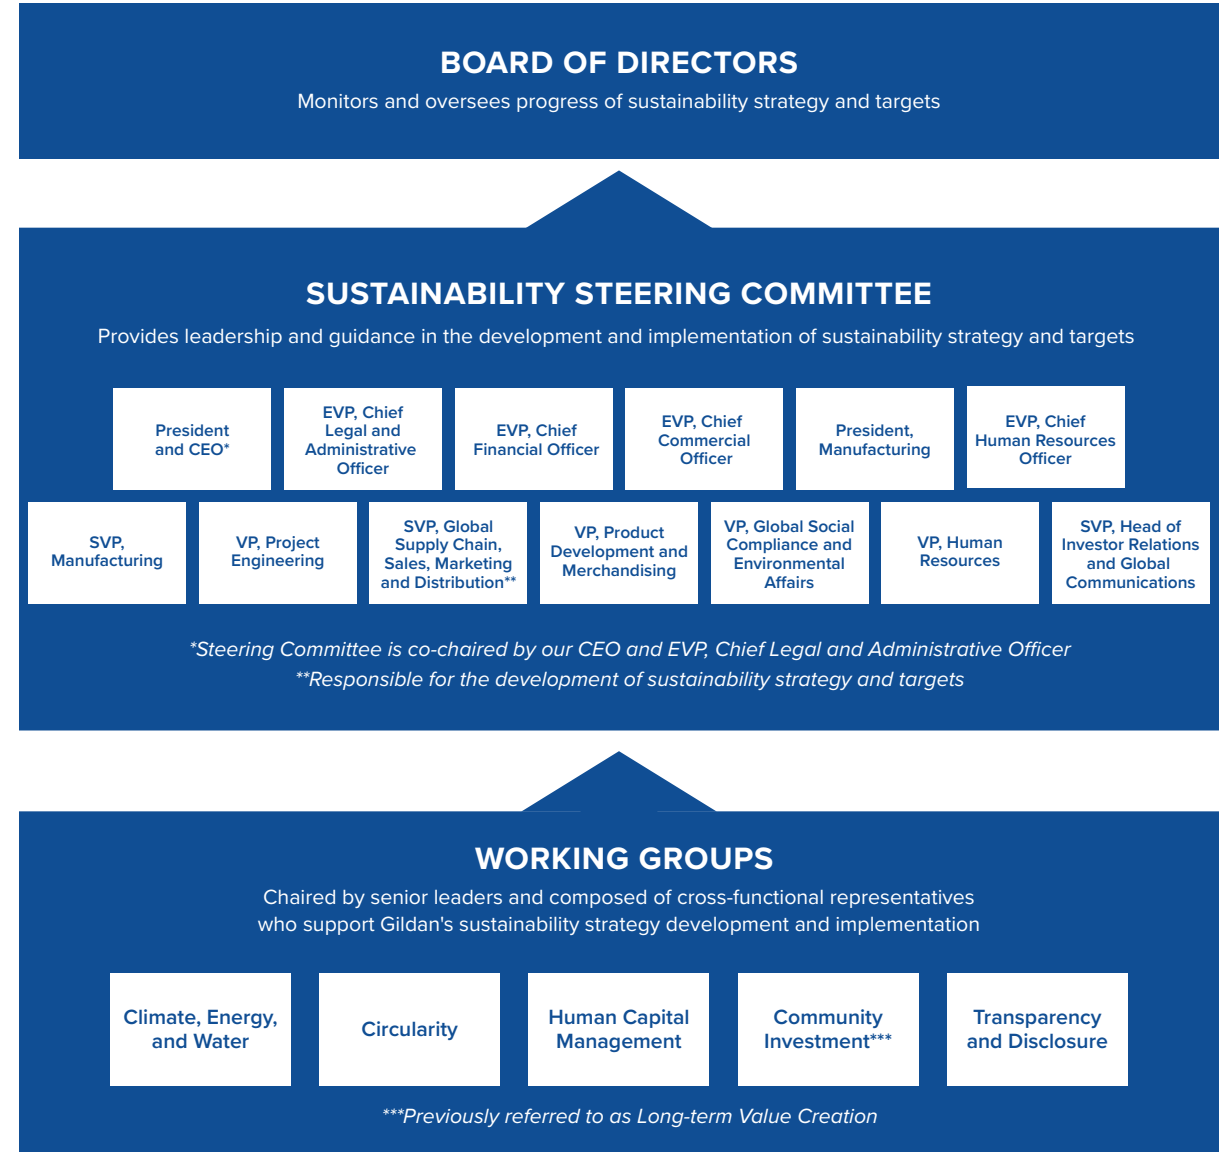 BOARD OF DIRECTORS
Monitors and oversees progress of sustainability strategy and targets
SUSTAINABILITY STEERING COMMITTEE
Provides leadership and guidance in the development and implementation of sustainability strategy and targets
President
and CEO*
EVP, Chief
Legal and
Administrative
Officer
EVP, Chief
Financial Officer
EVP, Chief
Commercial
Officer
President,
Manufacturing
EVP, Chief
Human Resources
Officer
SVP,
Manufacturing
VP, Project
Engineering
SVP, Global
Supply Chain,
Sales, Marketing
and Distribution**
VP, Product
Development and
Merchandising
VP, Global Social
Compliance and
Environmental
Affairs
VP, Human
Resources
SVP, Head of
Investor Relations
and Global
Communications
*Steering Committee is co-chaired by our CEO and EVP, Chief Legal and Administrative Officer
**Responsible for the development of sustainability strategy and targets
WORKING GROUPS
Chaired by senior leaders and composed of cross-functional representatives
who support Gildan's sustainability strategy development and implementation
Climate, Energy,
and Water
Circularity
Human Capital
Management
Community
Investment***
Transparency
and Disclosure
***Previously referred to as Long-term Value Creation